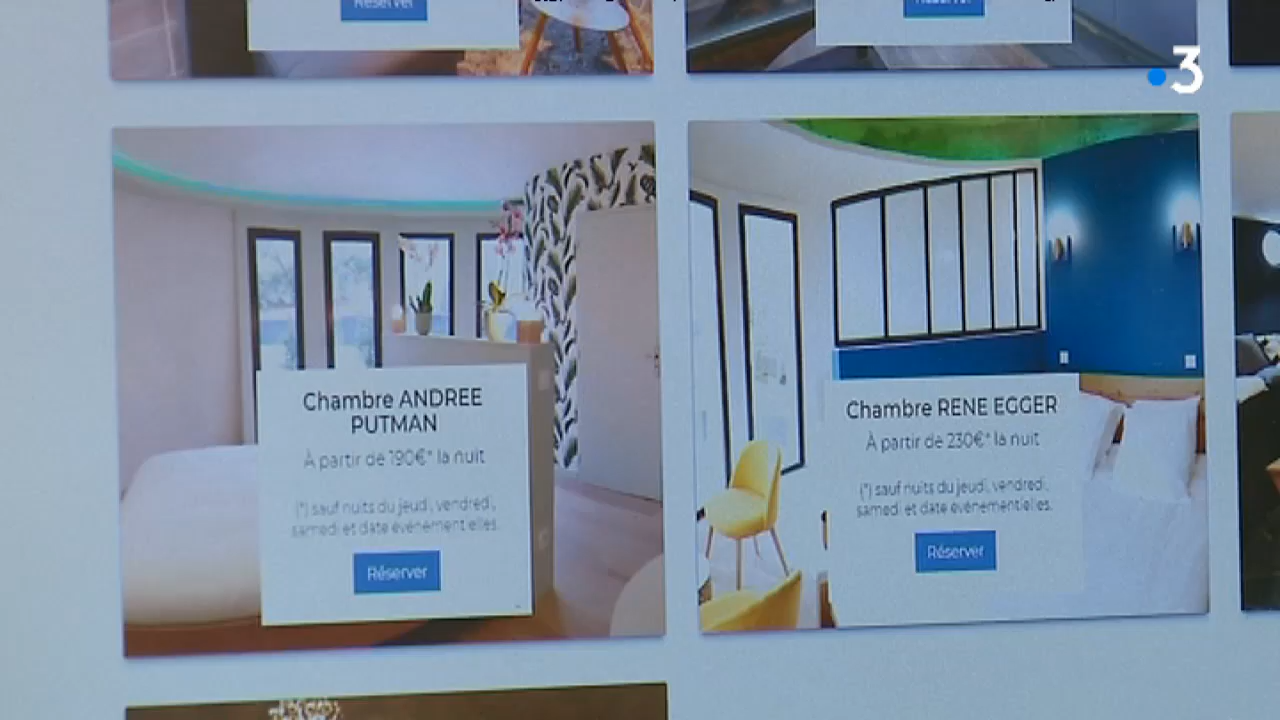 Réserver
Réserver
3
Chambre ANDREE
PUTMAN
À partir de 190€* la nuit
(*) sauf nuits du jeudi, vendredi,
samedi et date événementielles.
Réserver
Chambre RENE EGGER
À partir de 230€* la nuit
(*) sauf nuits du jeudi, vendredi,
samedi et date événementielles.
Réserver